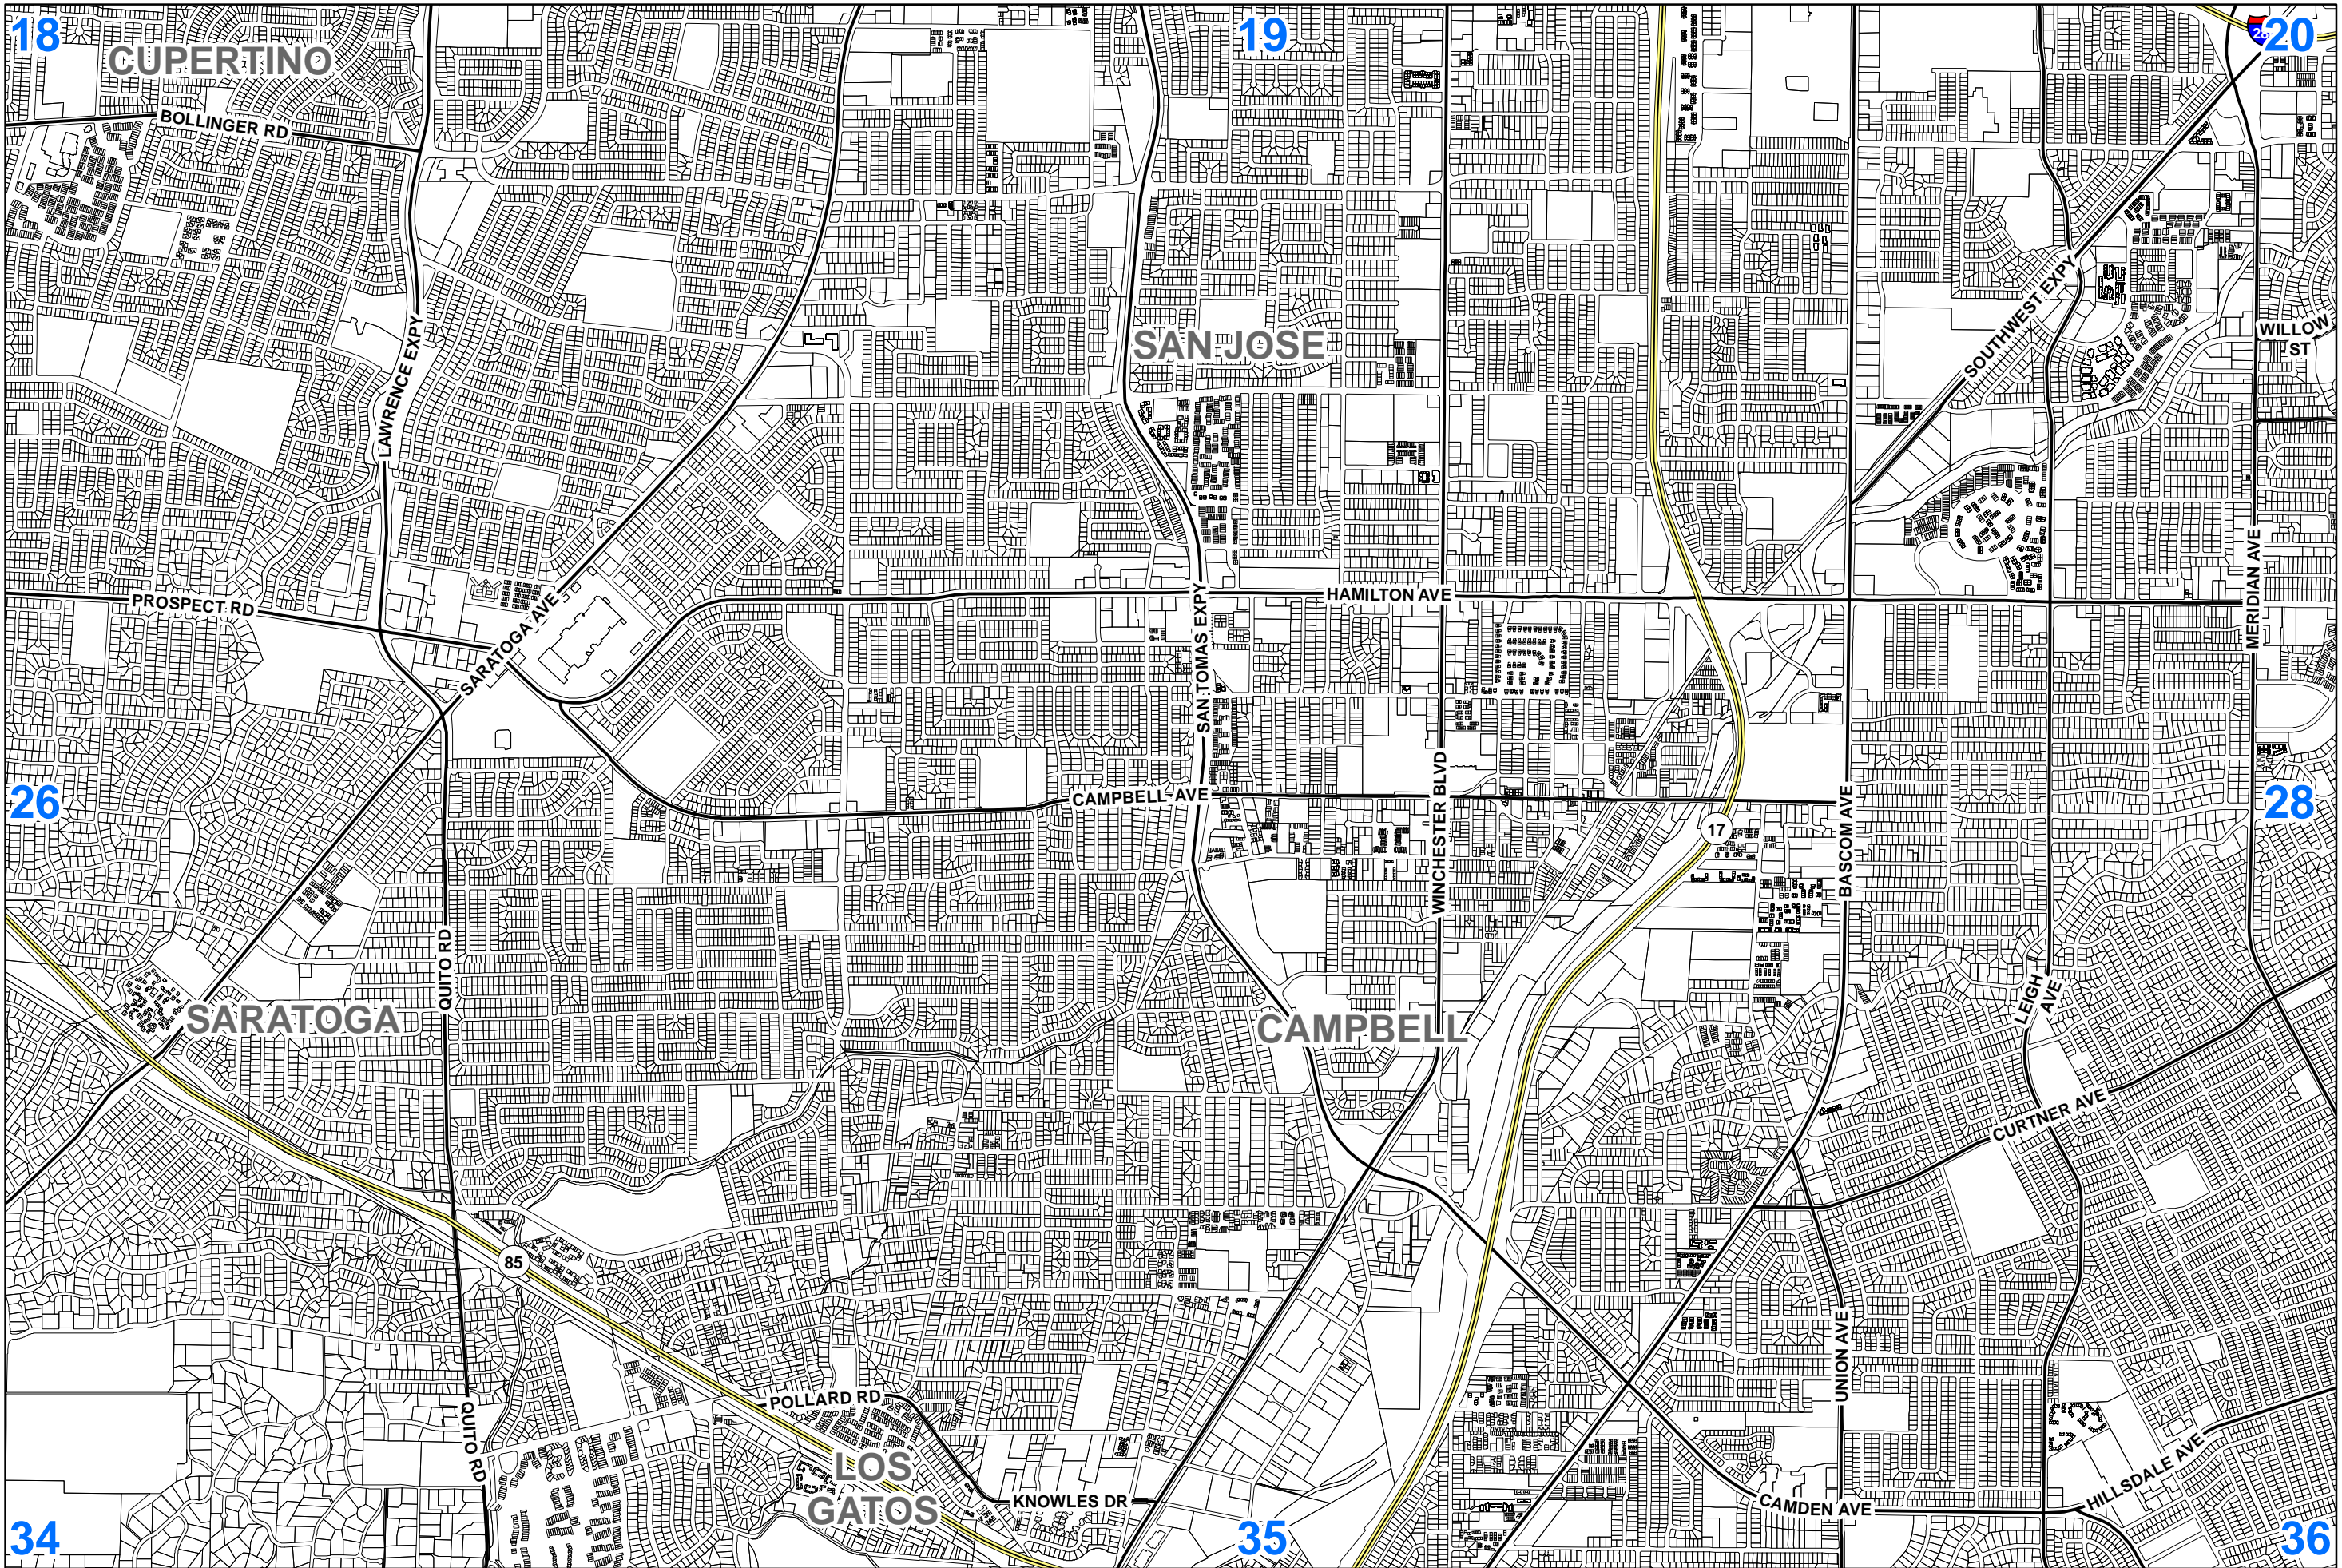 18
19
20
CUPERTINO
BOLLINGER RD
SAN JOSE
WILLOW
ST
SOUTHWEST EXPY
LAWRENCE EXPY
PROSPECT RD
SARATOGA AVE
HAMILTON AVE
SAN TOMAS EXPY
MERIDIAN AVE
26
CAMPBELL AVE
WINCHESTER BLVD
17
BASCOM AVE
28
QUITO RD
SARATOGA
CAMPBELL
LEIGH
AVE
CURTNER AVE
85
UNION AVE
POLLARD RD
QUITO RD
LOS
GATOS
KNOWLES DR
CAMDEN AVE
HILLSDALE AVE
34
35
36